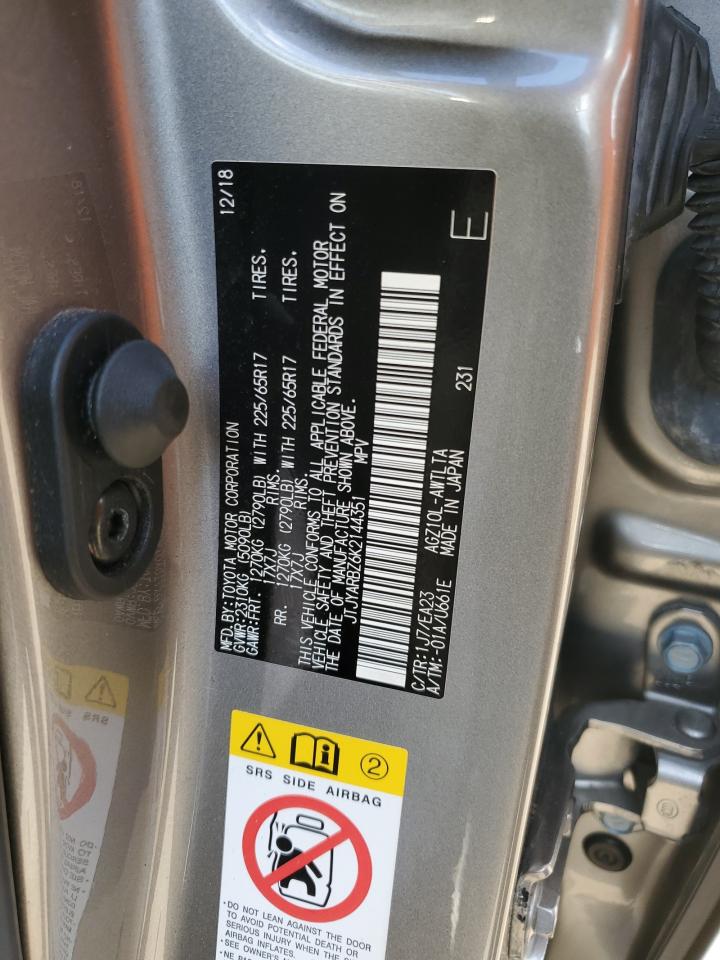 MFD. BY:TOYOTA MOTOR CORPORATION 12/18
GVWR:2310KG (5090LB)
GAWR:FRT. 1270KG (2790LB) WITH 225/65R17 TIRES.
17X7J RIMS.
RR. 1270KG (2790LB) WITH 225/65R17 TIRES.
17X7J RIMS.
THIS VEHICLE CONFORMS TO ALL APPLICABLE FEDERAL MOTOR
VEHICLE SAFETY AND THEFT PREVENTION STANDARDS IN EFFECT ON
THE DATE OF MANUFACTURE SHOWN ABOVE.
JTJYARBZ6K2144351 MPV
C/TR:1J7/EA23 AGZ10L-AWTLTA 231 E
A/TM:-01A/U661E MADE IN JAPAN
2
SRS SIDE AIRBAG
·DO NOT LEAN AGAINST THE DOOR
TO AVOID POTENTIAL DEATH OR
SERIOUS INJURY WHEN THE
AIRBAG INFLATES.
·SEE OWNER'S